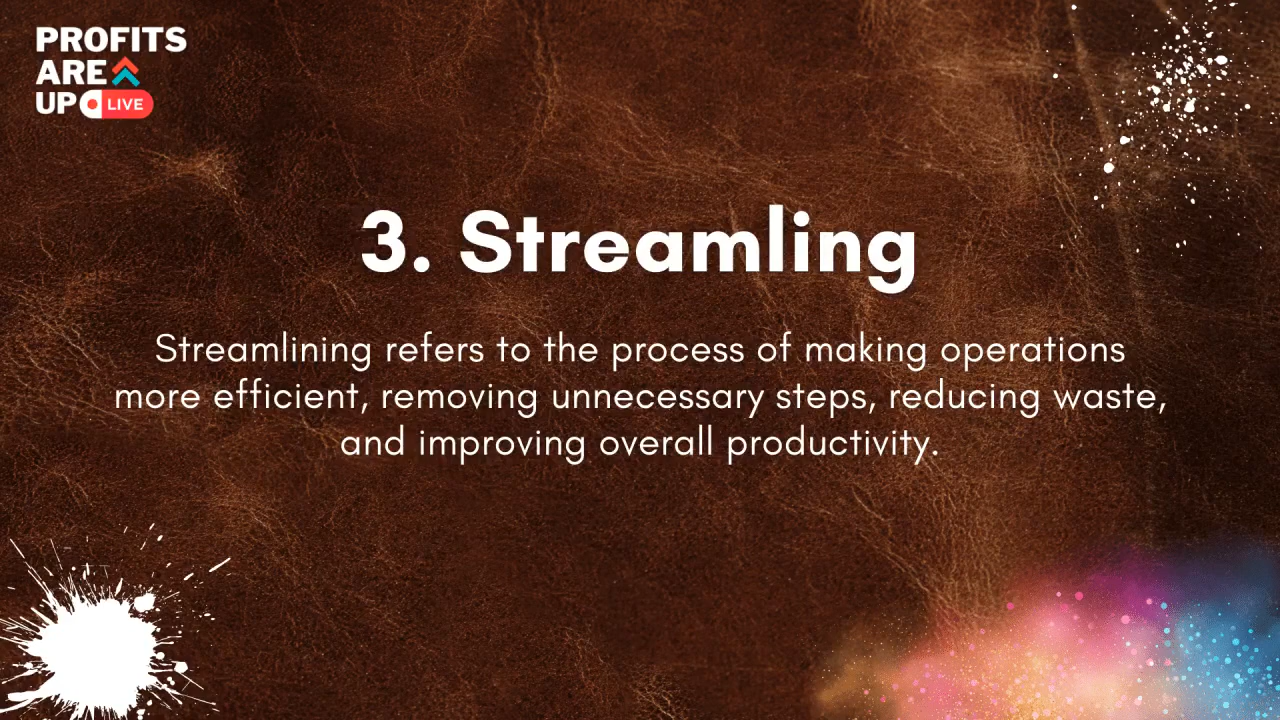 PROFITS
ARE
UP LIVE
3. Streamling
Streamlining refers to the process of making operations
more efficient, removing unnecessary steps, reducing waste,
and improving overall productivity.